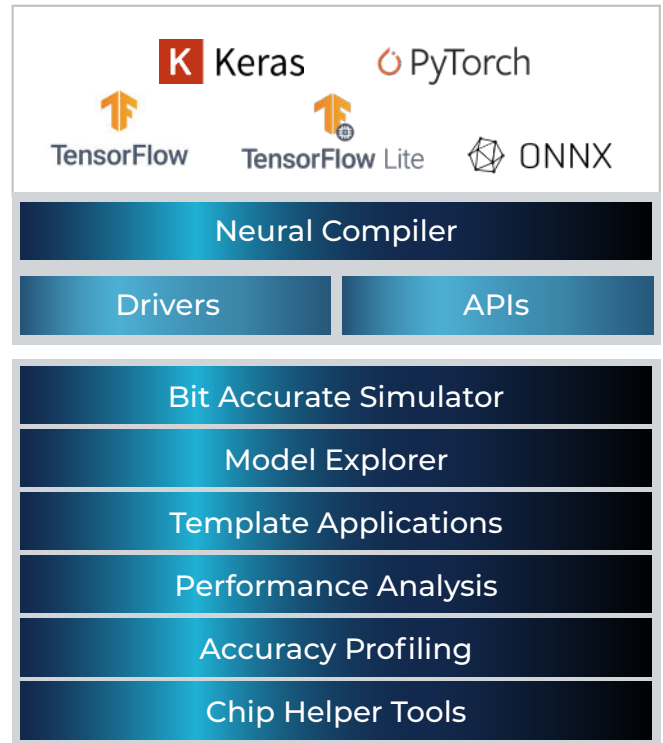 K Keras PyTorch
TensorFlow TensorFlow Lite ONNX
Neural Compiler
Drivers APIs
Bit Accurate Simulator
Model Explorer
Template Applications
Performance Analysis
Accuracy Profiling
Chip Helper Tools